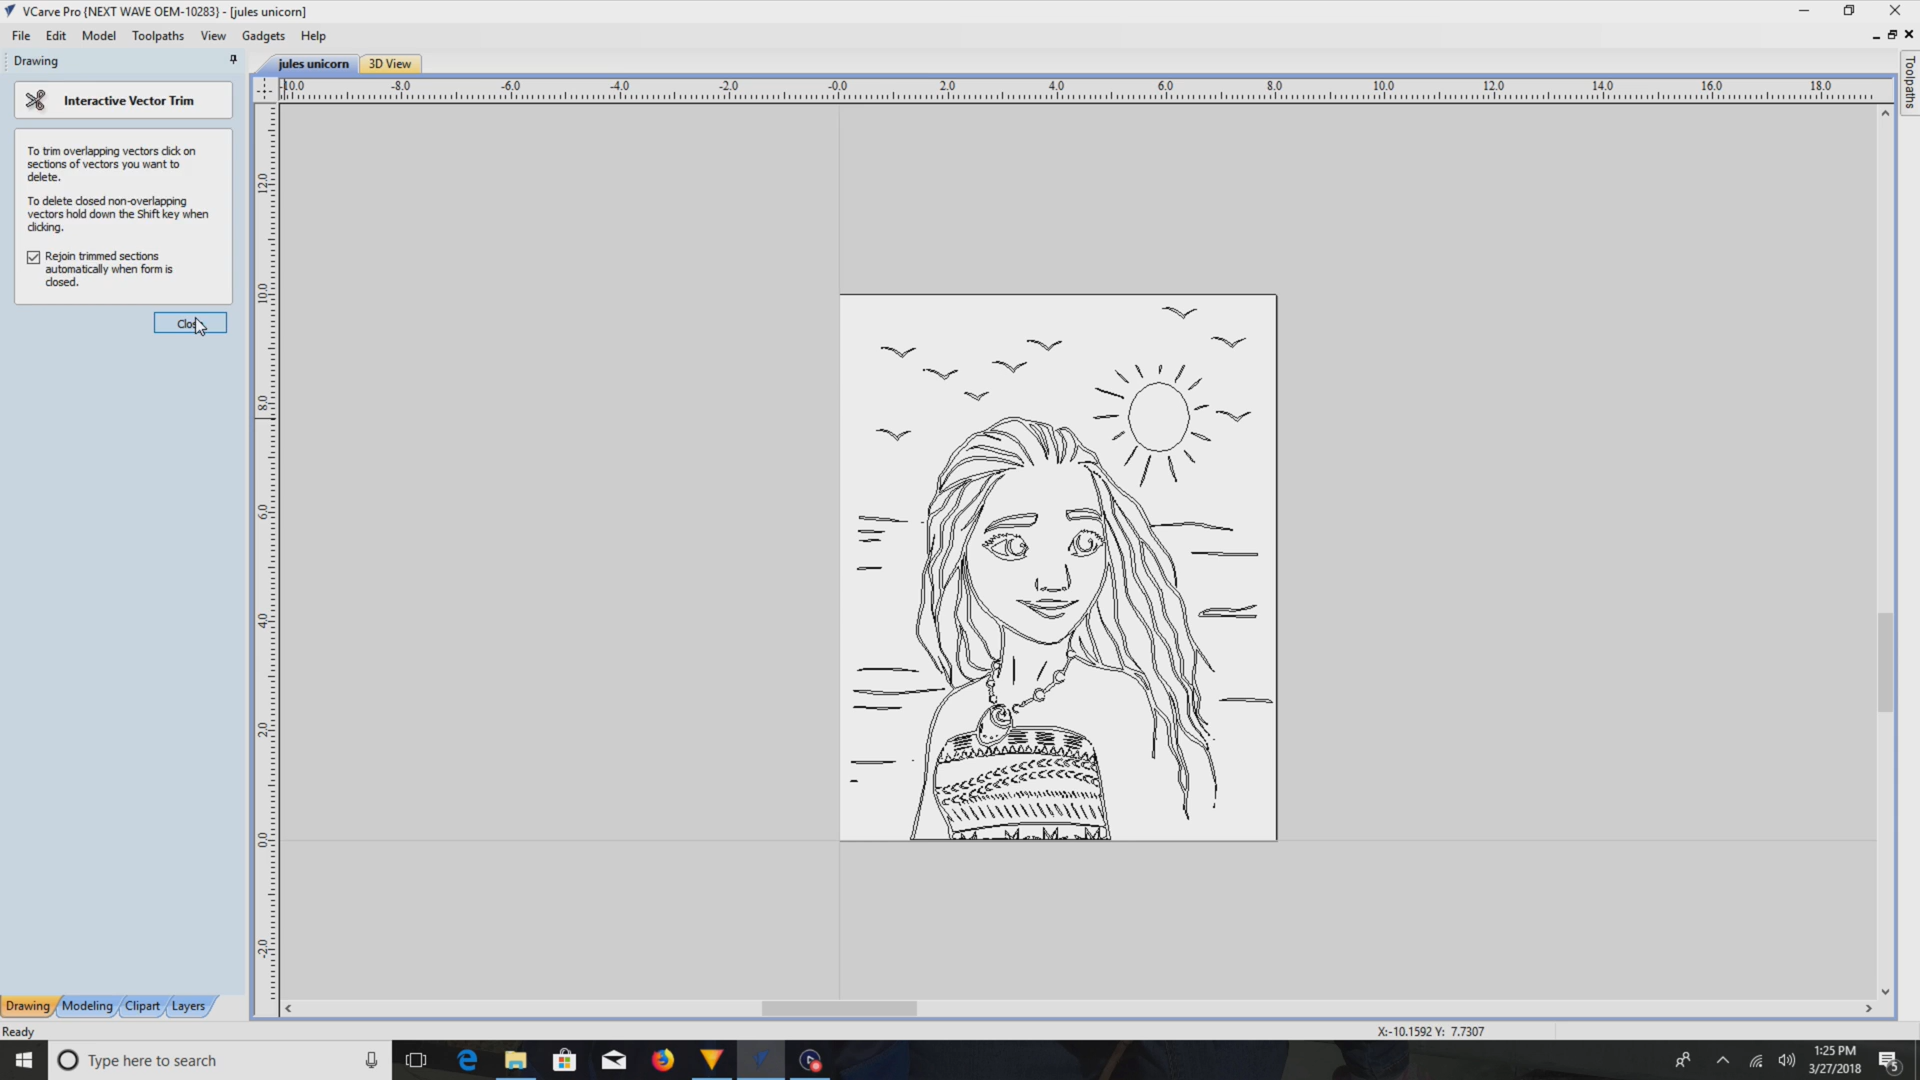 VCarve Pro {NEXT WAVE OEM-10283} - [jules unicorn]
File Edit Model Toolpaths View Gadgets Help
Drawing
jules unicorn 3D View
Toolpaths
Interactive Vector Trim
-8.0 -6.0 -4.0 -2.0 -0.0 2.0 4.0 6.0 8.0 10.0 12.0 14.0 16.0 18.0
To trim overlapping vectors click on
sections of vectors you want to
delete.
To delete closed non-overlapping
vectors hold down the Shift key when
clicking.
Rejoin trimmed sections
automatically when form is
closed.
12.0
10.0
8.0
6.0
4.0
2.0
0.0
-2.0
Drawing Modeling Clipart Layers
Ready
X:-10.1592 Y: 7.7307
Type here to search
1:25 PM
3/27/2018
5